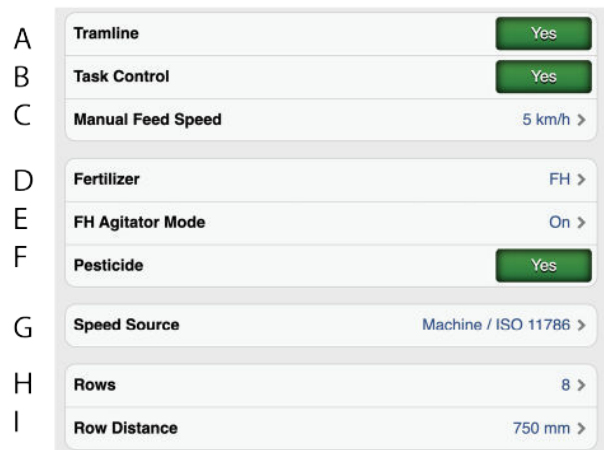 A Tramline Yes
B Task Control Yes
C Manual Feed Speed 5 km/h >
D Fertilizer FH >
E FH Agitator Mode On >
F Pesticide Yes
G Speed Source Machine / ISO 11786 >
H Rows 8 >
I Row Distance 750 mm >